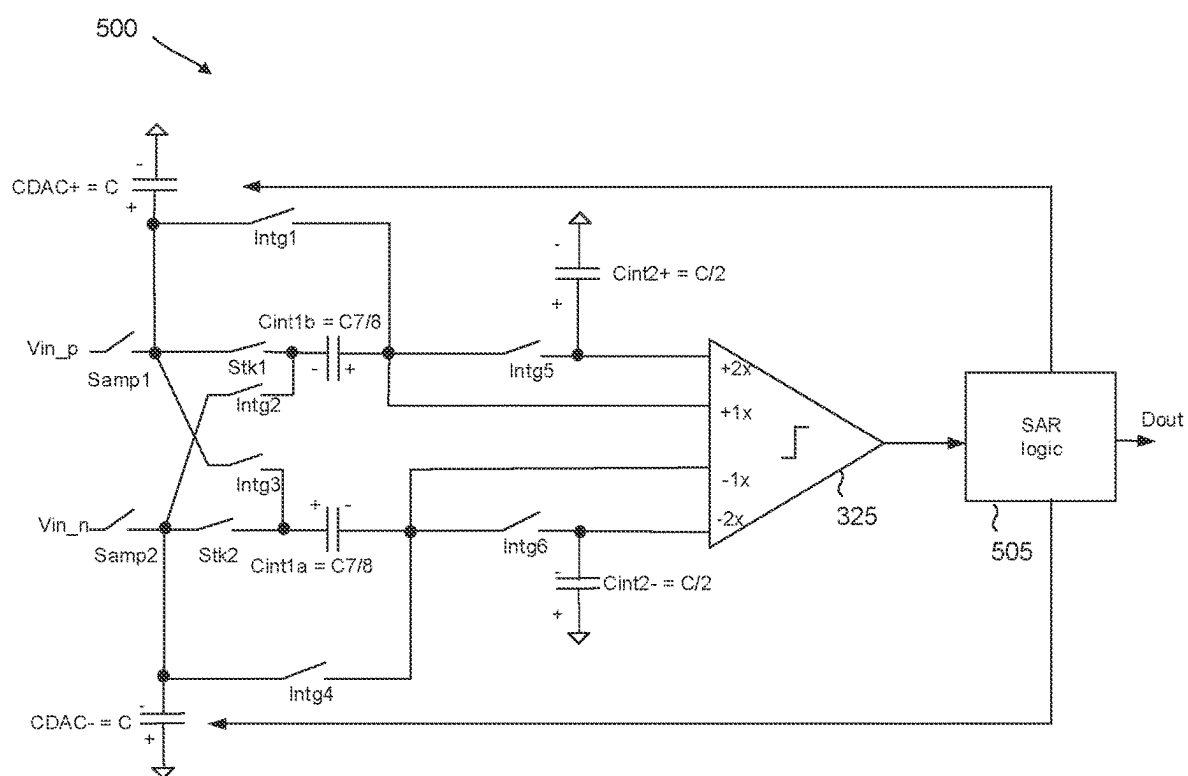 500
-
CDAC+ = C
+
Intg1
-
Cint2+ = C/2
+
Cint1b = C7/8
Vin_p
Samp1
Stk1
- +
Intg5
+2x
Intg2
+1x
SAR
logic
Dout
Intg3
-1x
325
Vin_n
+ -
-2x
Samp2
Stk2
Intg6
505
Cint1a = C7/8
-
Cint2- = C/2
+
Intg4
-
CDAC- = C
+